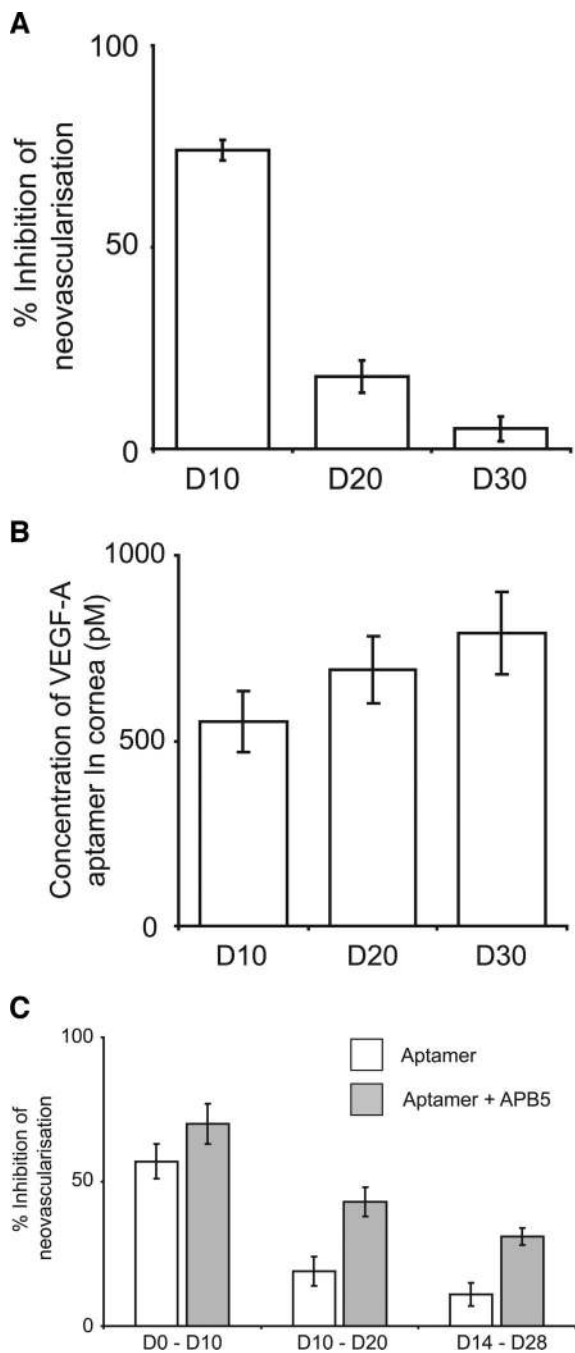 A
% Inhibition of
neovascularisation
100
50
0
D10 D20 D30
B
Concentration of VEGF-A
aptamer In cornea (pM)
1000
500
0
D10 D20 D30
C
% Inhibition of
neovascularisation
100
50
0
Aptamer
Aptamer + APB5
D0 - D10 D10 - D20 D14 - D28